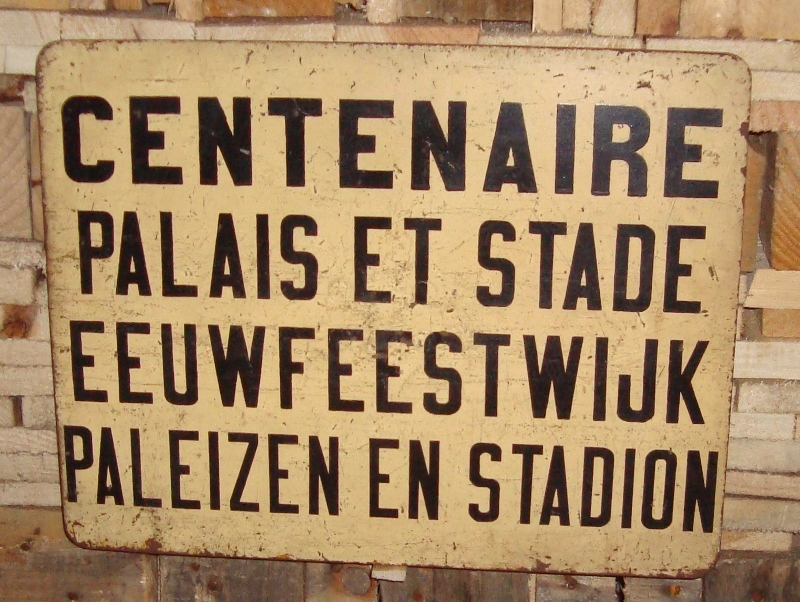 CENTENAIRE
PALAIS ET STADE
EEUWFEESTWIJK
PALEIZEN EN STADION